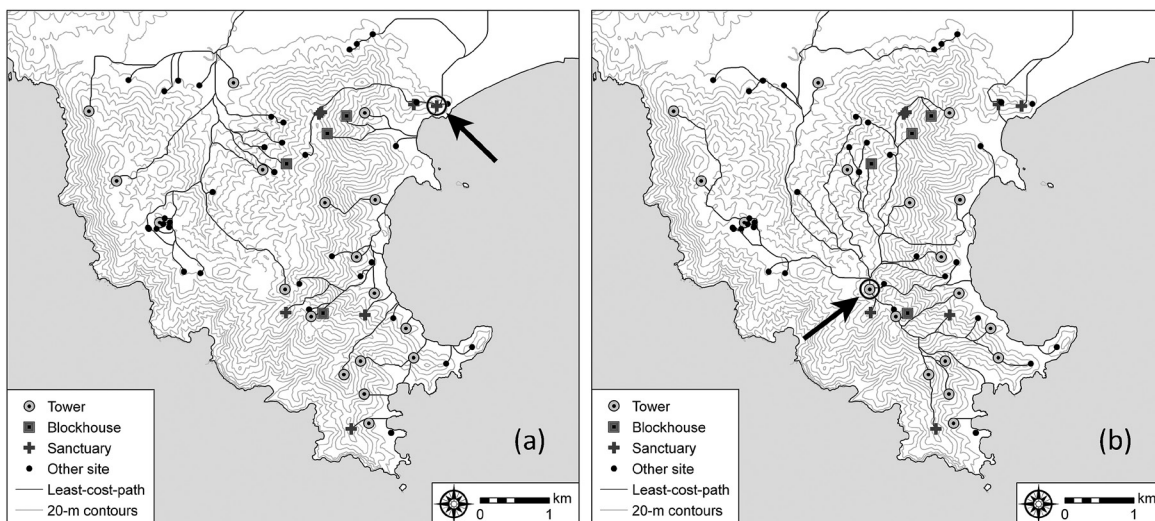 (a)
Tower
Blockhouse
Sanctuary
Other site
Least-cost-path
20-m contours
km
0 1
(b)
Tower
Blockhouse
Sanctuary
Other site
Least-cost-path
20-m contours
km
0 1